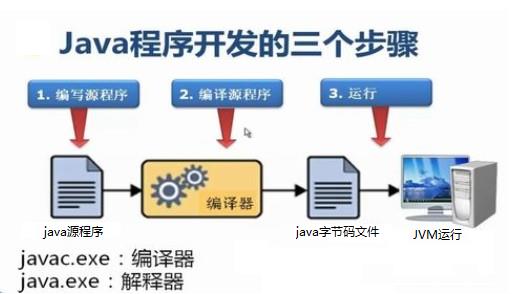 Java程序开发的三个步骤
1. 编写源程序
2. 编译源程序
3. 运行
编译器
java源程序
java字节码文件
JVM运行
javac.exe：编译器
java.exe：解释器